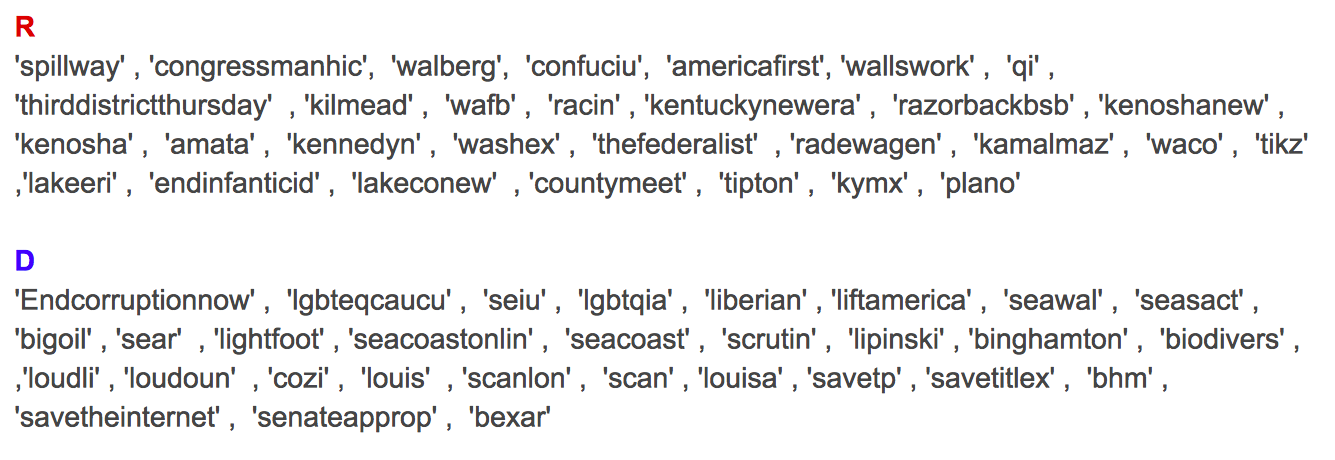 R
'spillway' , 'congressmanhic', 'walberg', 'confuciu', 'americafirst', 'wallswork' , 'qi' ,
'thirddistrictthursday' , 'kilmead' , 'wafb' , 'racin' ,'kentuckynewera' , 'razorbackbsb' , 'kenoshanew' ,
'kenosha' , 'amata' , 'kennedyn' , 'washex' , 'thefederalist' , 'radewagen' , 'kamalmaz' , 'waco' , 'tikz'
,'lakeeri' , 'endinfanticid' , 'lakeconew' , 'countymeet' , 'tipton' , 'kymx' , 'plano'
D
'Endcorruptionnow' , 'lgbteqcaucu' , 'seiu' , 'lgbtqia' , 'liberian' , 'liftamerica' , 'seawal' , 'seasact' ,
'bigoil' , 'sear' , 'lightfoot' , 'seacoastonlin' , 'seacoast' , 'scrutin' , 'lipinski' , 'binghamton' , 'biodivers' ,
,'loudli' , 'loudoun' , 'cozi' , 'louis' , 'scanlon' , 'scan' , 'louisa' , 'savetp' , 'savetitlex' , 'bhm' ,
'savetheinternet' , 'senateapprop' , 'bexar'